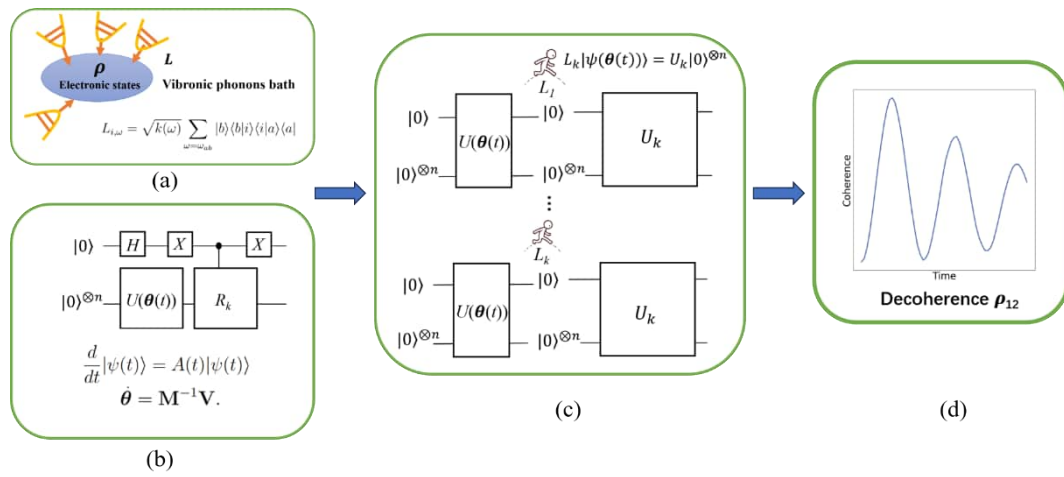 ρ
L
Electronic states
Vibronic phonons bath
L_{i,ω} = √k(ω) ∑_{ω=ω_{ab}} |b⟩⟨b|i⟩⟨i|a⟩⟨a|
(a)
|0⟩ H X X
|0⟩^{⊗n} U(θ(t)) R_k
d/dt |ψ(t)⟩ = A(t)|ψ(t)⟩
θ̇ = M^{-1}V.
(b)
L_k|ψ(θ(t))⟩ = U_k|0⟩^{⊗n}
L_1
|0⟩ |0⟩
U(θ(t)) U_k
|0⟩^{⊗n} |0⟩^{⊗n}
⋮
L_k
|0⟩ |0⟩
U(θ(t)) U_k
|0⟩^{⊗n} |0⟩^{⊗n}
(c)
Coherence
Time
Decoherence ρ_{12}
(d)